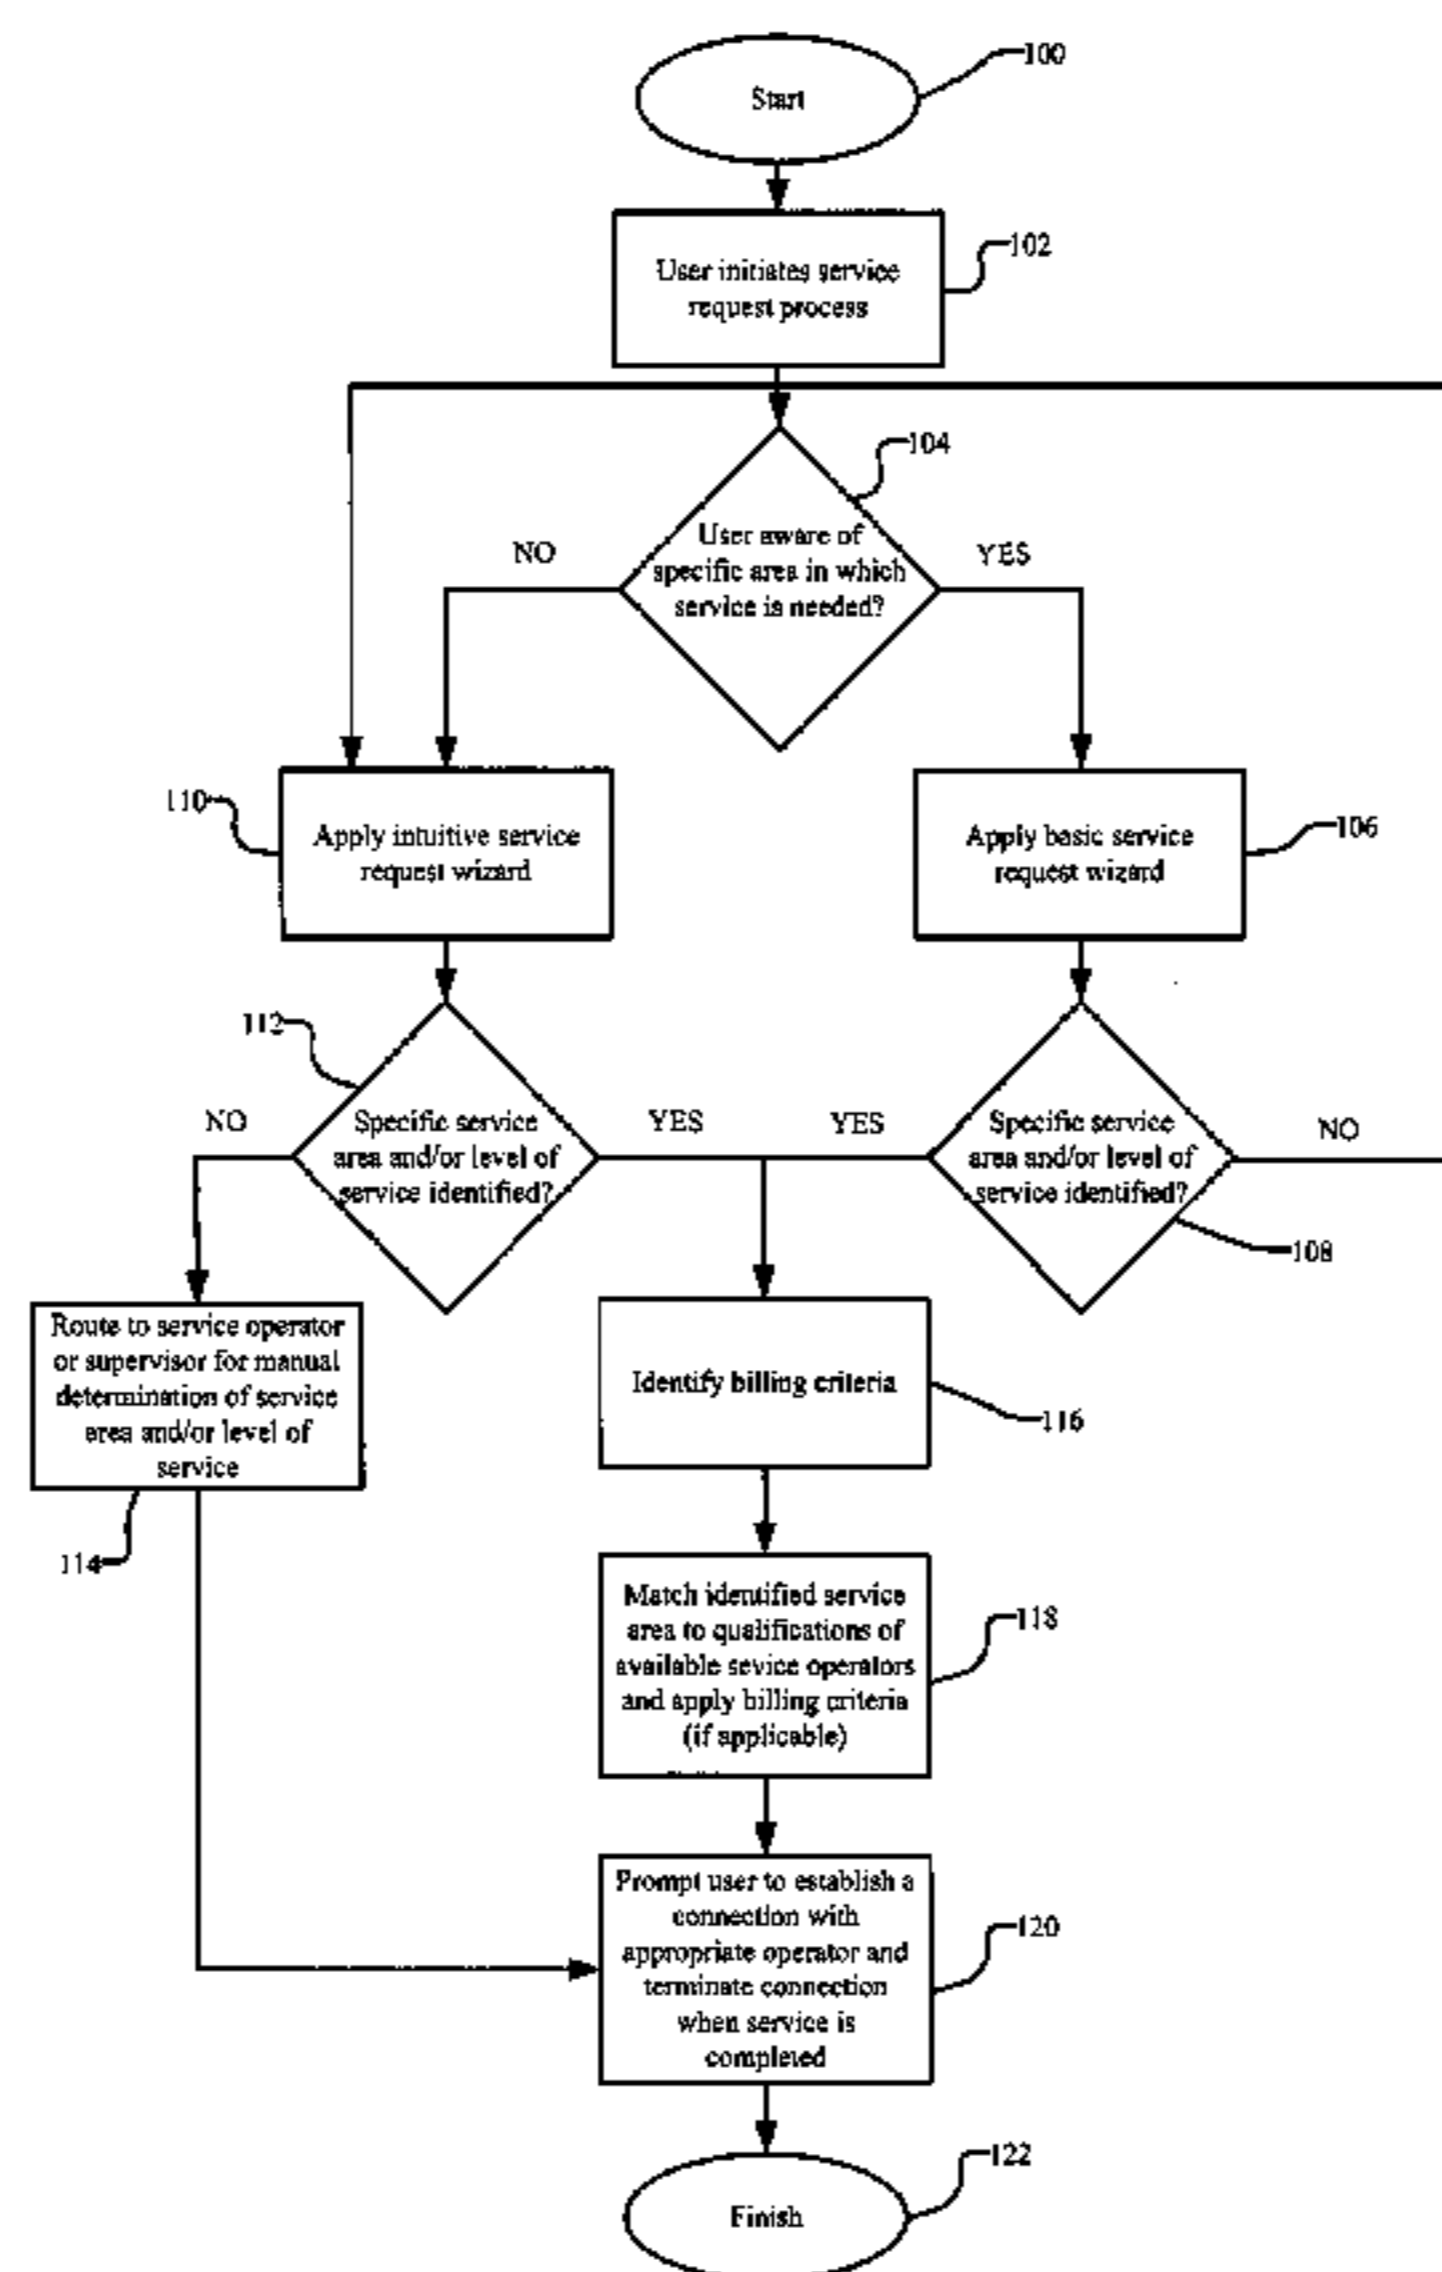 100
Start
102
User initiates service
request process
104
User aware of
specific area in which
service is needed?
NO
YES
110
Apply intuitive service
request wizard
106
Apply basic service
request wizard
112
NO
Specific service
area and/or level of
service identified?
YES
YES
Specific service
area and/or level of
service identified?
NO
108
Route to service operator
or supervisor for manual
determination of service
area and/or level of
service
114
Identify billing criteria
116
Match identified service
area to qualifications of
available sevice operators
and apply billing criteria
(if applicable)
118
Prompt user to establish a
connection with
appropriate operator and
terminate connection
when service is
completed
120
122
Finish